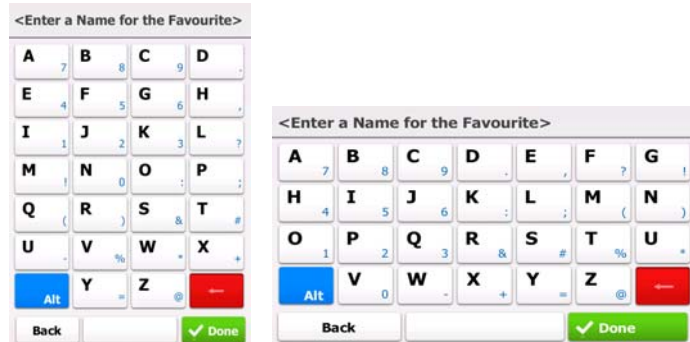 <Enter a Name for the Favourite>
A 7 B 8 C 9 D .
E 4 F 5 G 6 H ,
I 1 J 2 K 3 L ?
M ! N 0 O : P ;
Q ( R ) S & T #
U - V % W * X +
Alt Y = Z @ ←
Back ✓ Done
<Enter a Name for the Favourite>
A 7 B 8 C 9 D . E , F ? G !
H 4 I 5 J 6 K : L ; M ( N )
O 1 P 2 Q 3 R & S # T % U *
Alt V 0 W - X + Y = Z @ ←
Back ✓ Done